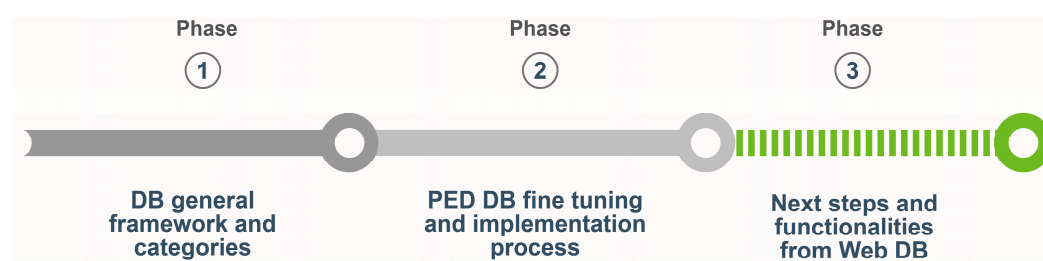 Phase
1
DB general
framework and
categories
Phase
2
PED DB fine tuning
and implementation
process
Phase
3
Next steps and
functionalities
from Web DB